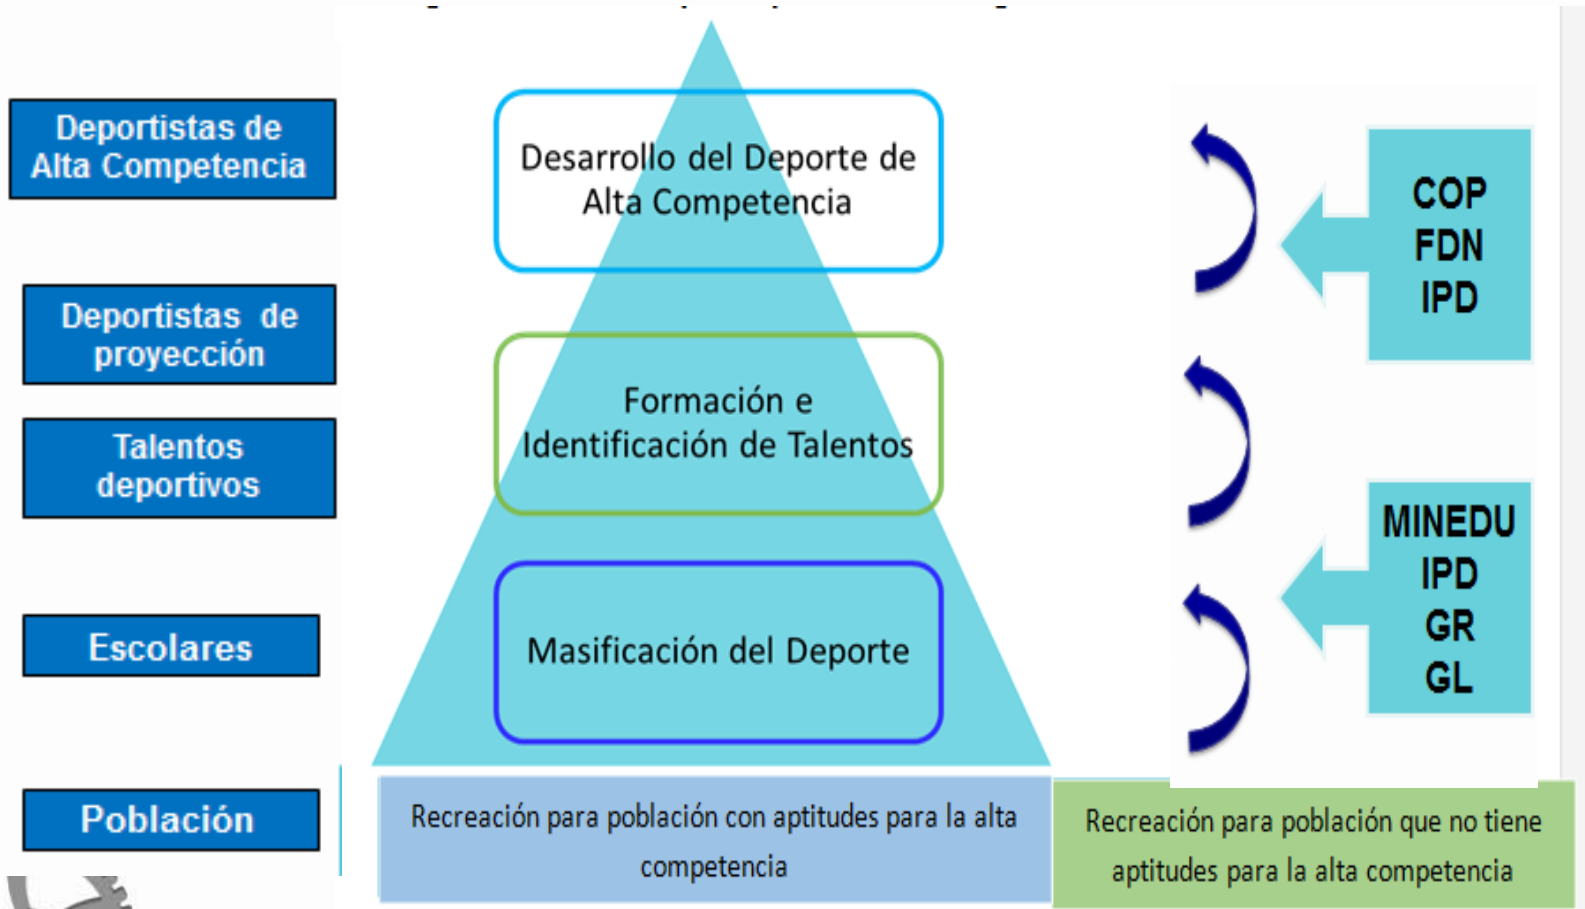 Deportistas de
Alta Competencia
Deportistas de
proyección
Talentos
deportivos
Escolares
Población
Desarrollo del Deporte de
Alta Competencia
Formación e
Identificación de Talentos
Masificación del Deporte
Recreación para población con aptitudes para la alta
competencia
Recreación para población que no tiene
aptitudes para la alta competencia
COP
FDN
IPD
MINEDU
IPD
GR
GL